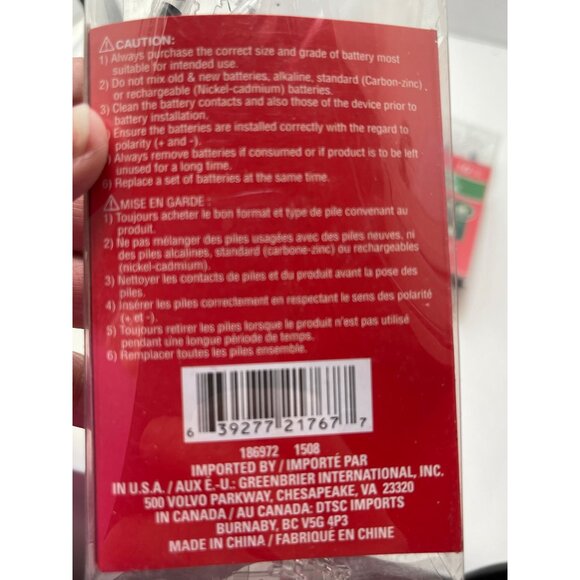 ⚠CAUTION:
1) Always purchase the correct size and grade of battery most
suitable for intended use.
2) Do not mix old & new batteries, alkaline, standard (Carbon-zinc)
or rechargeable (Nickel-cadmium) batteries.
3) Clean the battery contacts and also those of the device prior to
battery installation.
Ensure the batteries are installed correctly with the regard to
polarity (+ and -).
) Always remove batteries if consumed or if product is to be left
unused for a long time.
6) Replace a set of batteries at the same time.
⚠MISE EN GARDE :
1) Toujours acheter le bon format et type de pile convenant au
produit.
2) Ne pas mélanger des piles usagées avec des piles neuves, ni
des piles alcalines, standard (carbone-zinc) ou rechargeables
(nickel-cadmium).
3) Nettoyer les contacts de piles et du produit avant la pose des
piles.
4) Insérer les piles correctement en respectant le sens des polarité
(+ et -).
5) Toujours retirer les piles lorsque le produit n'est pas utilisé
pendant une longue période de temps.
6) Remplacer toutes les piles ensemble.
6 39277 21767 7
186972 1508
IMPORTED BY / IMPORTÉ PAR
IN U.S.A. / AUX É.-U.: GREENBRIER INTERNATIONAL, INC.
500 VOLVO PARKWAY, CHESAPEAKE, VA 23320
IN CANADA / AU CANADA: DTSC IMPORTS
BURNABY, BC V5G 4P3
MADE IN CHINA / FABRIQUÉ EN CHINE